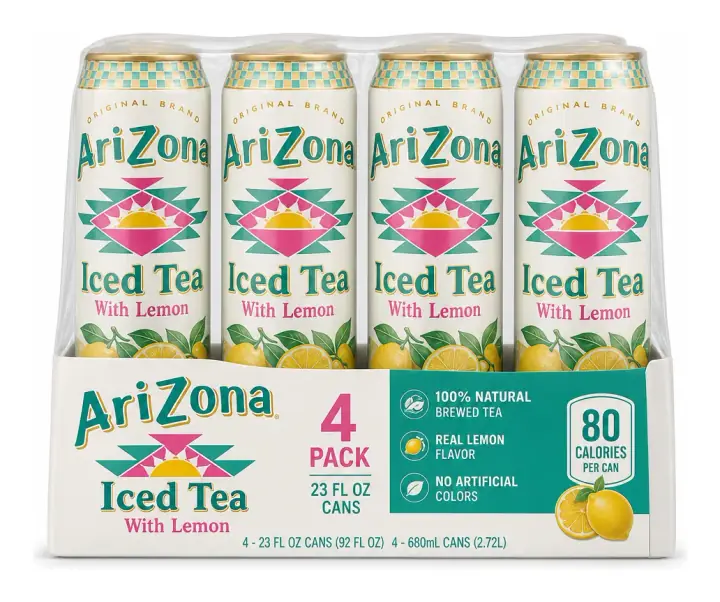 ORIGINAL BRAND
AriZona
Iced Tea
With Lemon
ORIGINAL BRAND
AriZona
Iced Tea
With Lemon
ORIGINAL BRAND
AriZona
Iced Tea
With Lemon
ORIGINAL BRAND
AriZona
Iced Tea
With Lemon
AriZona
Iced Tea
With Lemon
4
PACK
23 FL OZ
CANS
100% NATURAL
BREWED TEA
REAL LEMON
FLAVOR
NO ARTIFICIAL
COLORS
80
CALORIES
PER CAN
4 - 23 FL OZ CANS (92 FL OZ) 4 - 680mL CANS (2.72L)